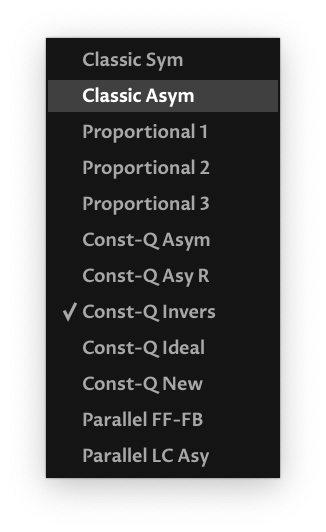 Classic Sym
Classic Asym
Proportional 1
Proportional 2
Proportional 3
Const-Q Asym
Const-Q Asy R
✓ Const-Q Invers
Const-Q Ideal
Const-Q New
Parallel FF-FB
Parallel LC Asy